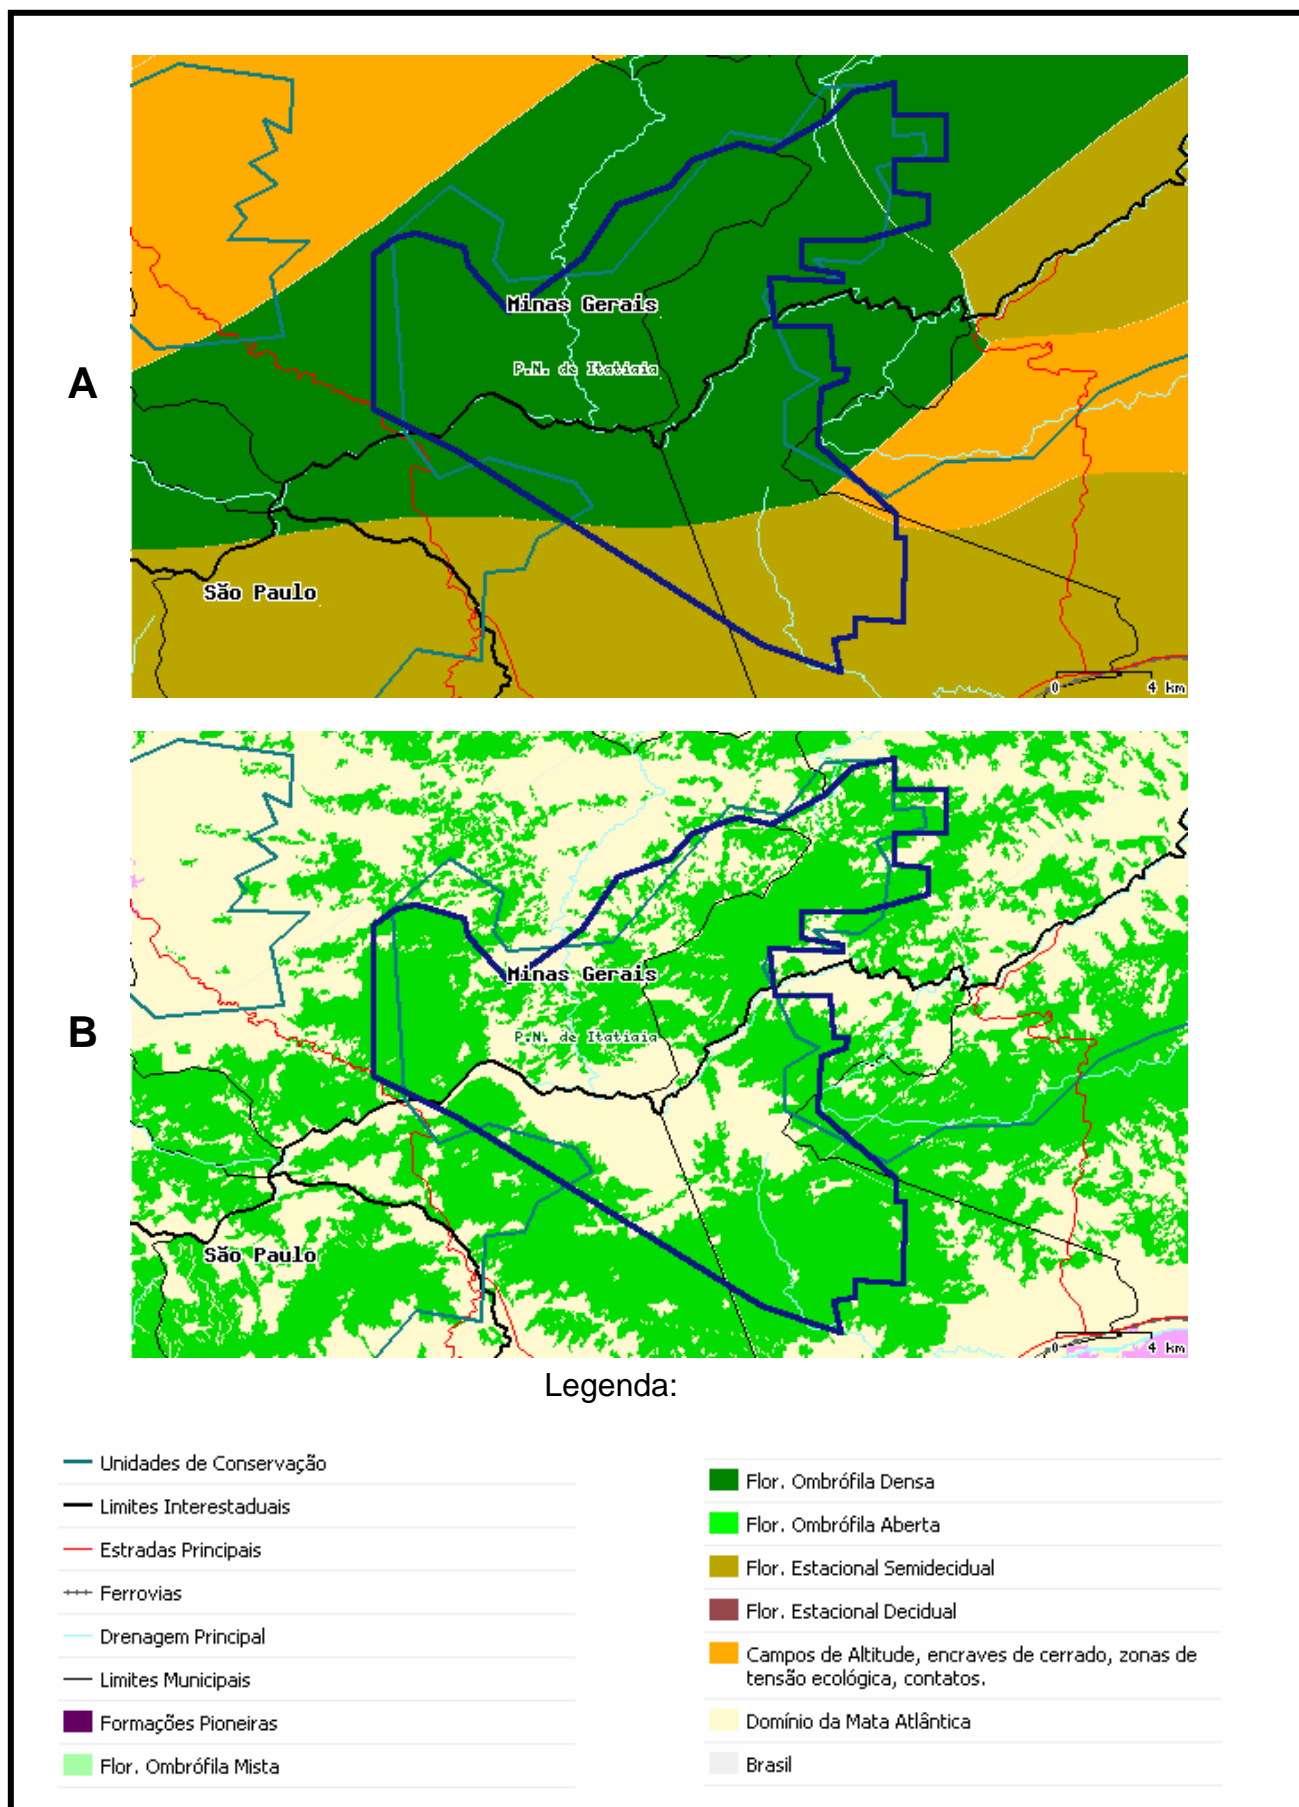 A
Minas Gerais
P.N. de Itatiaia
São Paulo
0 4 km
B
Minas Gerais
P.N. de Itatiaia
São Paulo
0 4 km
Legenda:
Unidades de Conservação
Limites Interestaduais
Estradas Principais
Ferrovias
Drenagem Principal
Limites Municipais
Formações Pioneiras
Flor. Ombrófila Mista
Flor. Ombrófila Densa
Flor. Ombrófila Aberta
Flor. Estacional Semidecidual
Flor. Estacional Decidual
Campos de Altitude, encraves de cerrado, zonas de
tensão ecológica, contatos.
Domínio da Mata Atlântica
Brasil